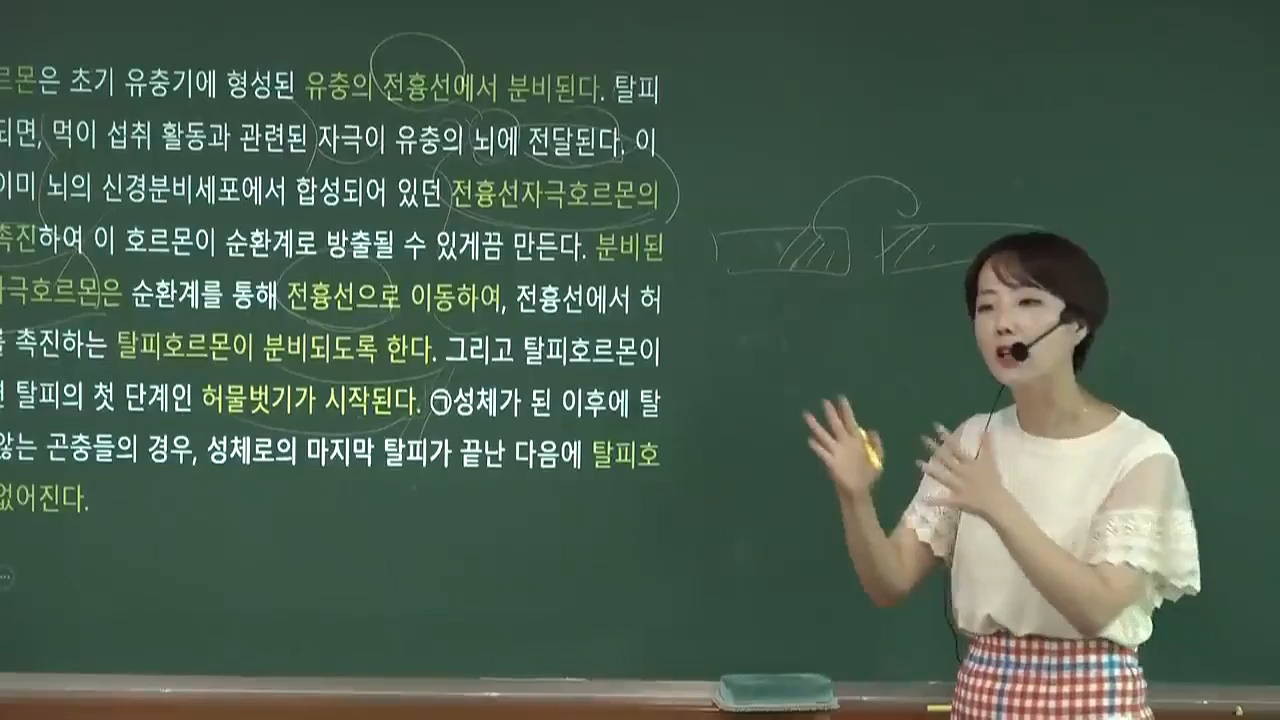 르몬은 초기 유충기에 형성된 유충의 전흉선에서 분비된다. 탈피
되면, 먹이 섭취 활동과 관련된 자극이 유충의 뇌에 전달된다. 이
이미 뇌의 신경분비세포에서 합성되어 있던 전흉선자극호르몬의
촉진하여 이 호르몬이 순환계로 방출될 수 있게끔 만든다. 분비된
자극호르몬은 순환계를 통해 전흉선으로 이동하여, 전흉선에서 허
를 촉진하는 탈피호르몬이 분비되도록 한다. 그리고 탈피호르몬이
면 탈피의 첫 단계인 허물벗기가 시작된다. ㉠성체가 된 이후에 탈
않는 곤충들의 경우, 성체로의 마지막 탈피가 끝난 다음에 탈피호
없어진다.